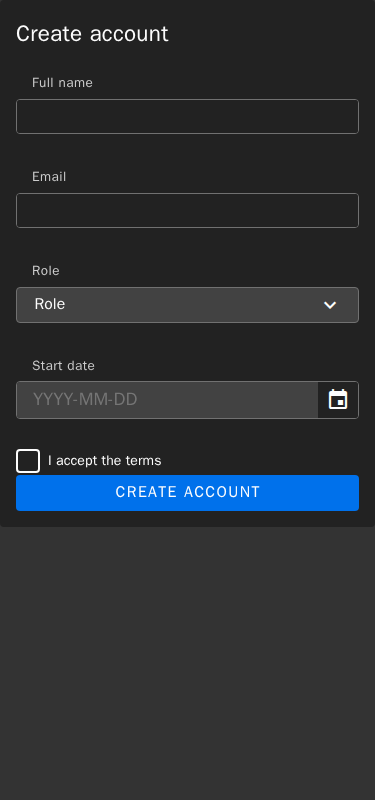 Create account
Full name
Email
Role
Role
Start date
YYYY-MM-DD
I accept the terms
CREATE ACCOUNT